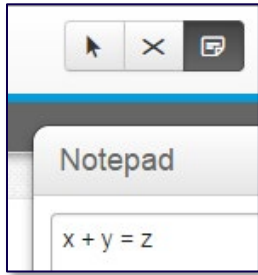 Notepad
x + y = z